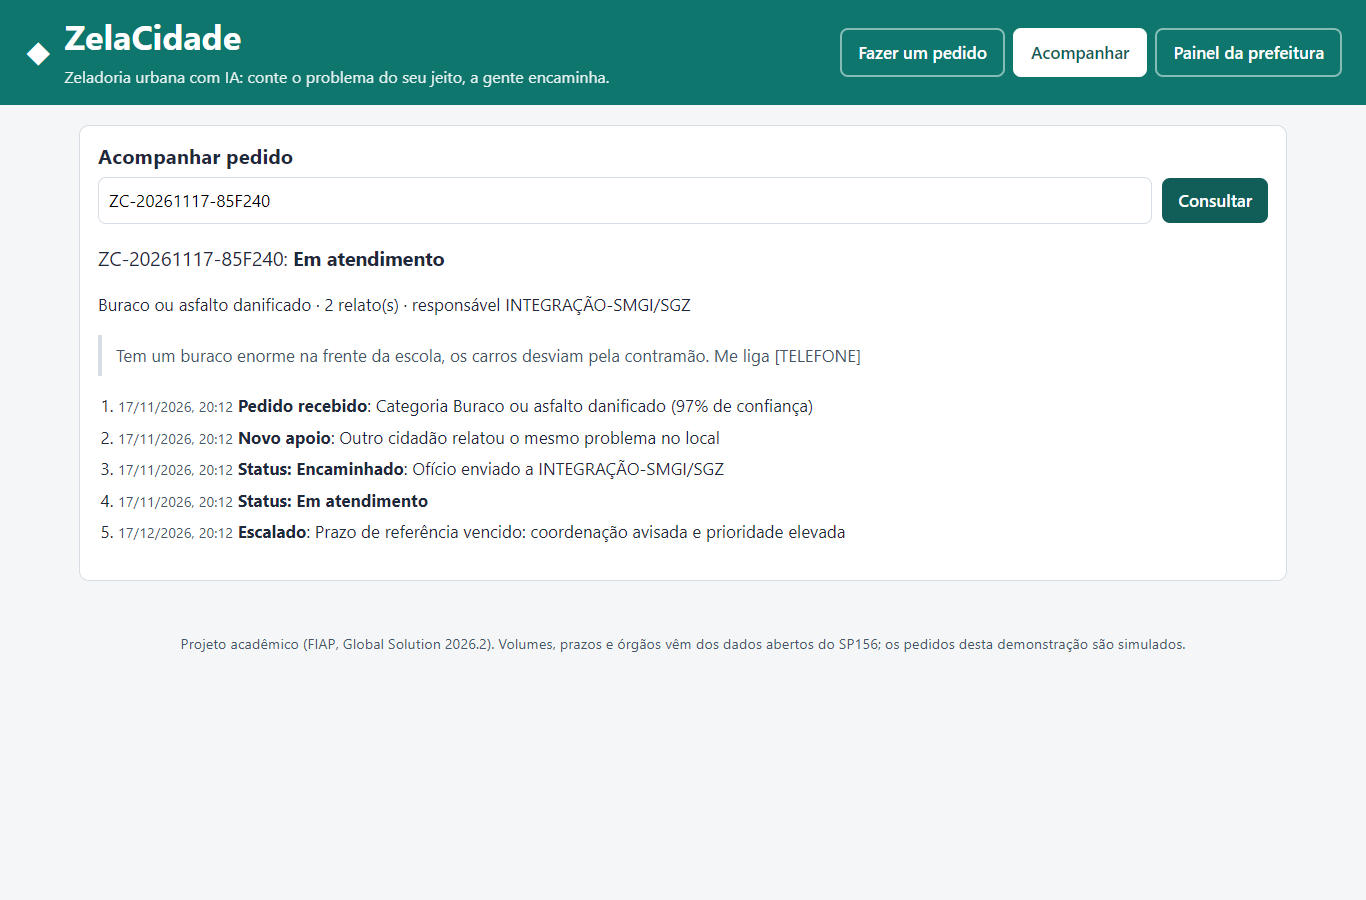 ZelaCidade
Zeladoria urbana com IA: conte o problema do seu jeito, a gente encaminha.
Fazer um pedido
Acompanhar
Painel da prefeitura
Acompanhar pedido
ZC-20261117-85F240
Consultar
ZC-20261117-85F240: Em atendimento
Buraco ou asfalto danificado · 2 relato(s) · responsável INTEGRAÇÃO-SMGI/SGZ
Tem um buraco enorme na frente da escola, os carros desviam pela contramão. Me liga [TELEFONE]
1. 17/11/2026, 20:12 Pedido recebido: Categoria Buraco ou asfalto danificado (97% de confiança)
2. 17/11/2026, 20:12 Novo apoio: Outro cidadão relatou o mesmo problema no local
3. 17/11/2026, 20:12 Status: Encaminhado: Ofício enviado a INTEGRAÇÃO-SMGI/SGZ
4. 17/11/2026, 20:12 Status: Em atendimento
5. 17/12/2026, 20:12 Escalado: Prazo de referência vencido: coordenação avisada e prioridade elevada
Projeto acadêmico (FIAP, Global Solution 2026.2). Volumes, prazos e órgãos vêm dos dados abertos do SP156; os pedidos desta demonstração são simulados.